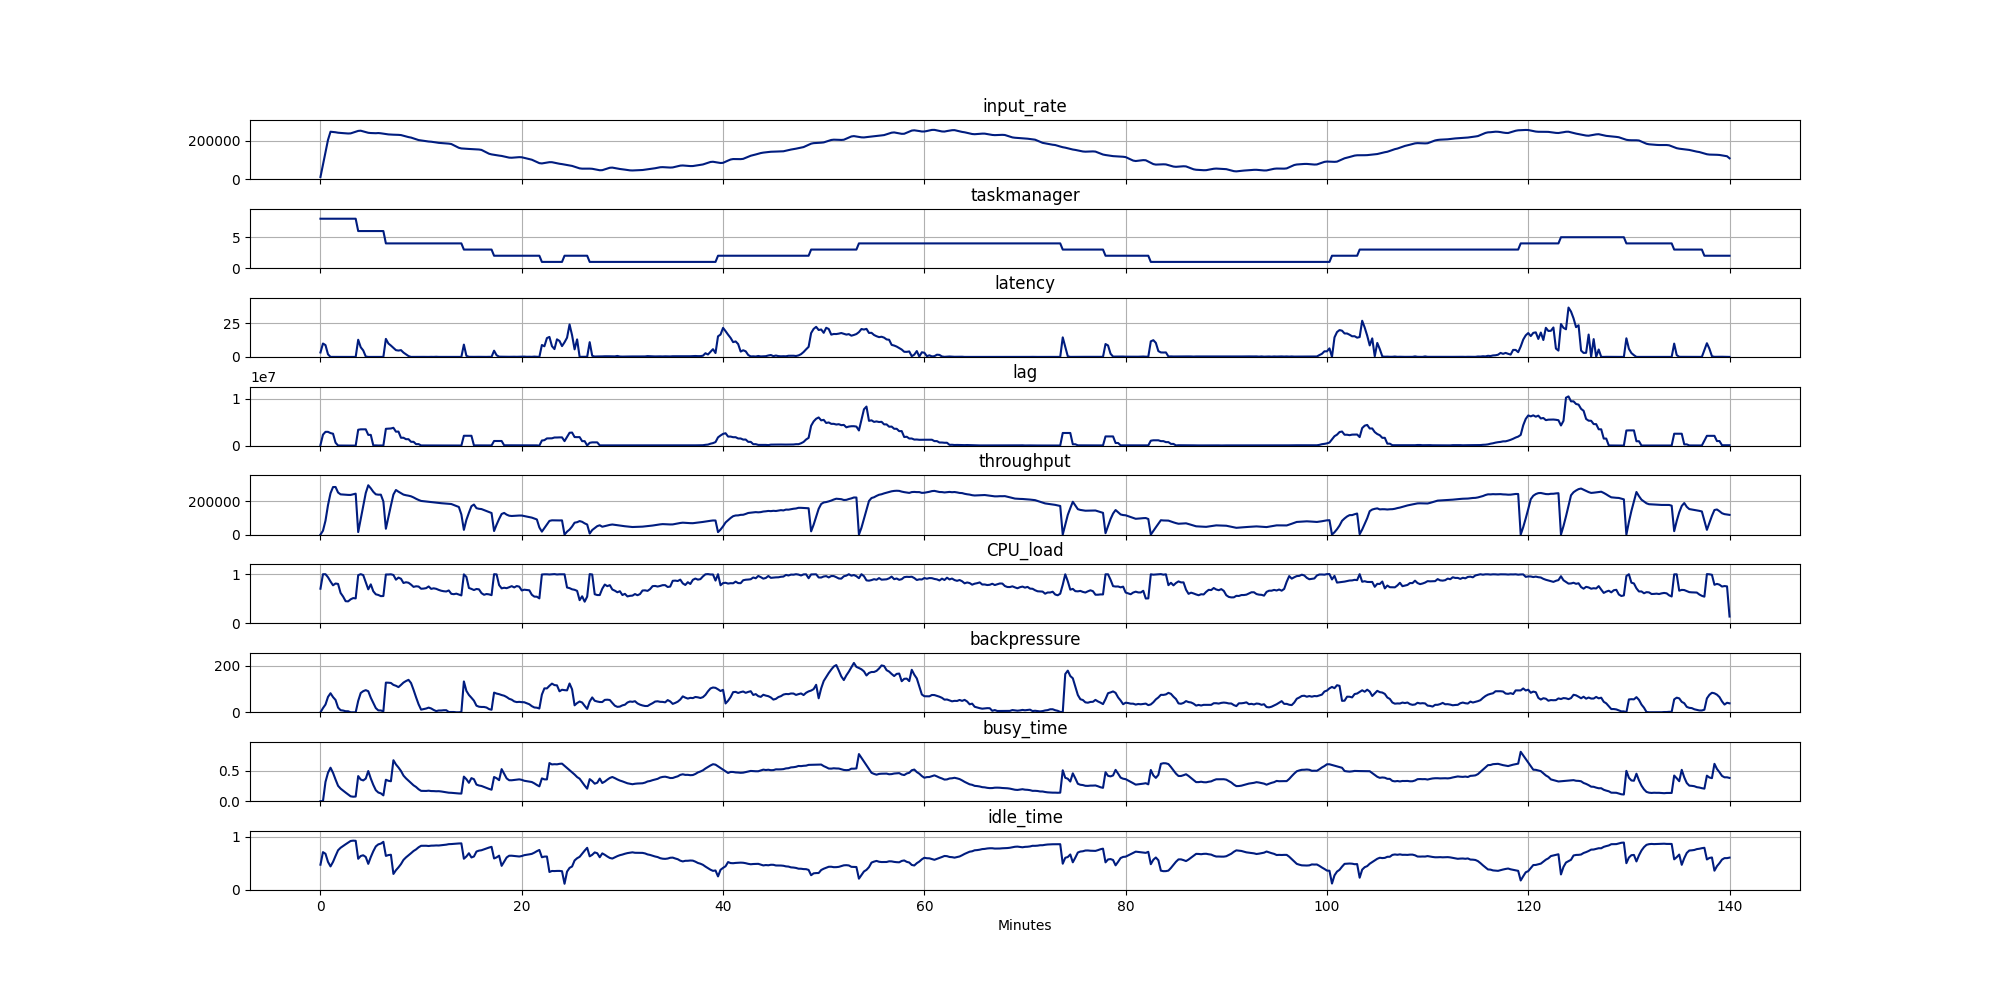 input_rate
200000
0
taskmanager
5
0
latency
25
0
1e7
lag
1
0
throughput
200000
0
CPU_load
1
0
backpressure
200
0
busy_time
0.5
0.0
idle_time
1
0
0 20 40 60 80 100 120 140
Minutes